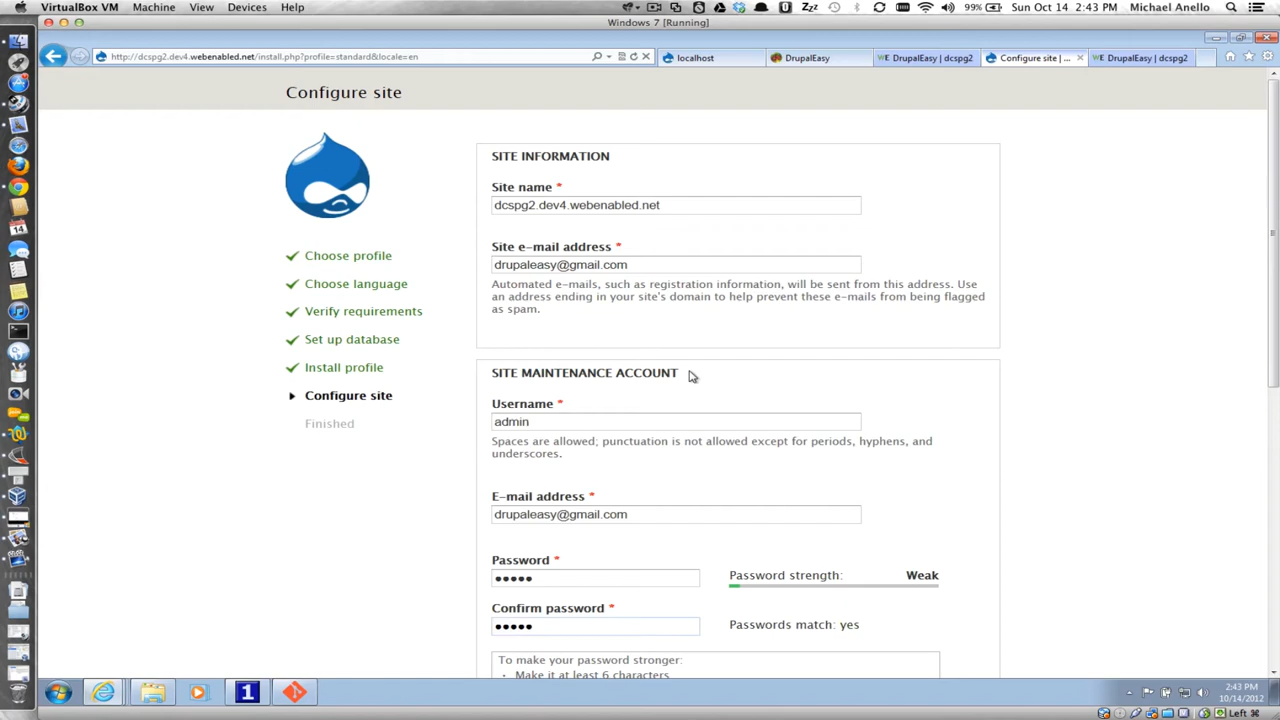 VirtualBox VM Machine View Devices Help
99% Sun Oct 14 2:43 PM Michael Anello
Windows 7 [Running]
http://dcspg2.dev4.webenabled.net/install.php?profile=standard&locale=en
localhost
DrupalEasy
DrupalEasy | dcspg2
Configure site | ...
DrupalEasy | dcspg2
Configure site
SITE INFORMATION
Site name *
dcspg2.dev4.webenabled.net
Site e-mail address *
drupaleasy@gmail.com
Automated e-mails, such as registration information, will be sent from this address. Use
an address ending in your site's domain to help prevent these e-mails from being flagged
as spam.
Choose profile
Choose language
Verify requirements
Set up database
Install profile
Configure site
Finished
SITE MAINTENANCE ACCOUNT
Username *
admin
Spaces are allowed; punctuation is not allowed except for periods, hyphens, and
underscores.
E-mail address *
drupaleasy@gmail.com
Password *
•••••
Password strength: Weak
Confirm password *
•••••
Passwords match: yes
To make your password stronger:
• Make it at least 6 characters
2:43 PM
10/14/2012
Left ⌘